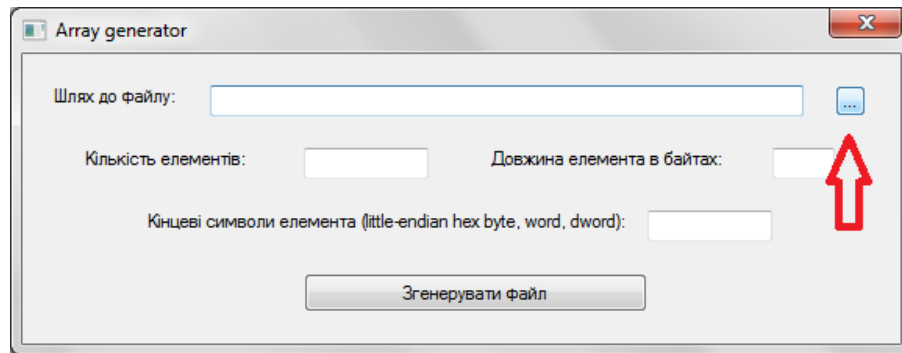 Array generator
Шлях до файлу: ...
Кількість елементів: Довжина елемента в байтах:
Кінцеві символи елемента (little-endian hex byte, word, dword):
Згенерувати файл